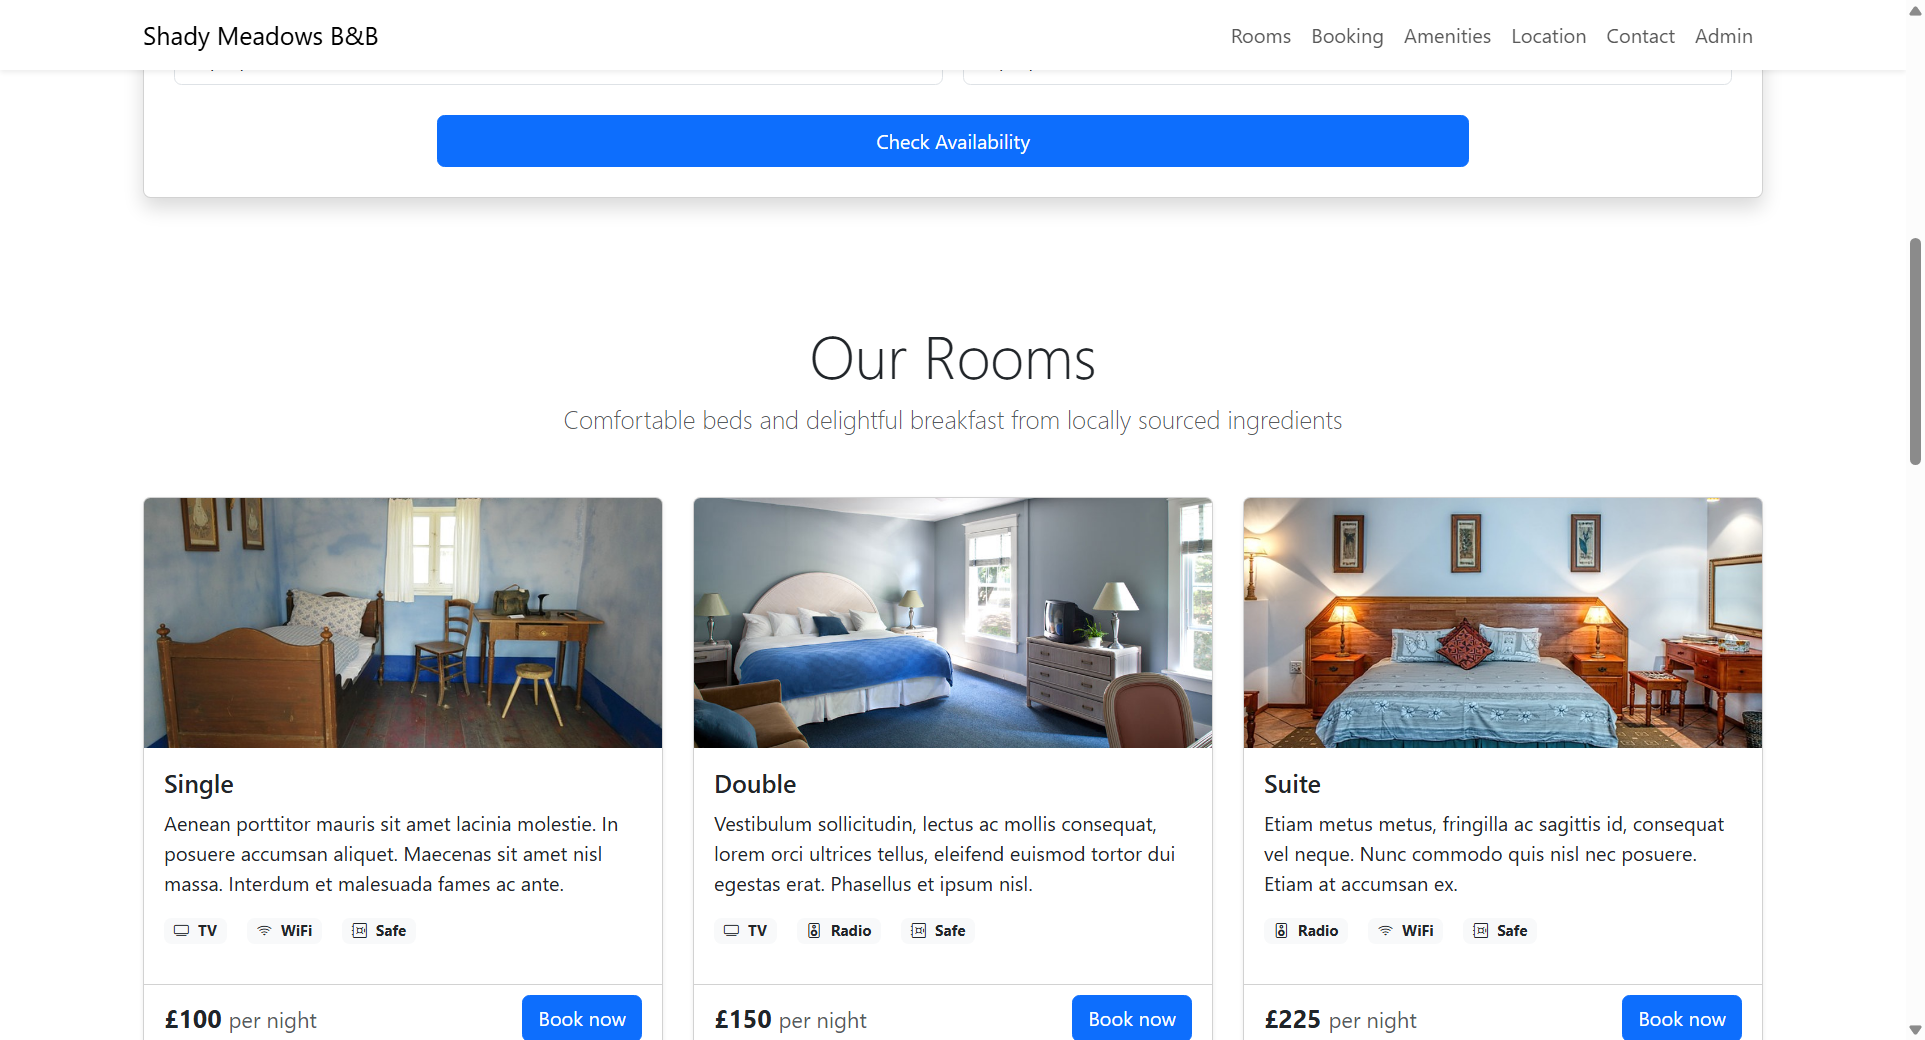 Shady Meadows B&B
Rooms Booking Amenities Location Contact Admin
Check Availability
Our Rooms
Comfortable beds and delightful breakfast from locally sourced ingredients
Single
Aenean porttitor mauris sit amet lacinia molestie. In
posuere accumsan aliquet. Maecenas sit amet nisl
massa. Interdum et malesuada fames ac ante.
TV WiFi Safe
£100 per night
Book now
Double
Vestibulum sollicitudin, lectus ac mollis consequat,
lorem orci ultrices tellus, eleifend euismod tortor dui
egestas erat. Phasellus et ipsum nisl.
TV Radio Safe
£150 per night
Book now
Suite
Etiam metus metus, fringilla ac sagittis id, consequat
vel neque. Nunc commodo quis nisl nec posuere.
Etiam at accumsan ex.
Radio WiFi Safe
£225 per night
Book now